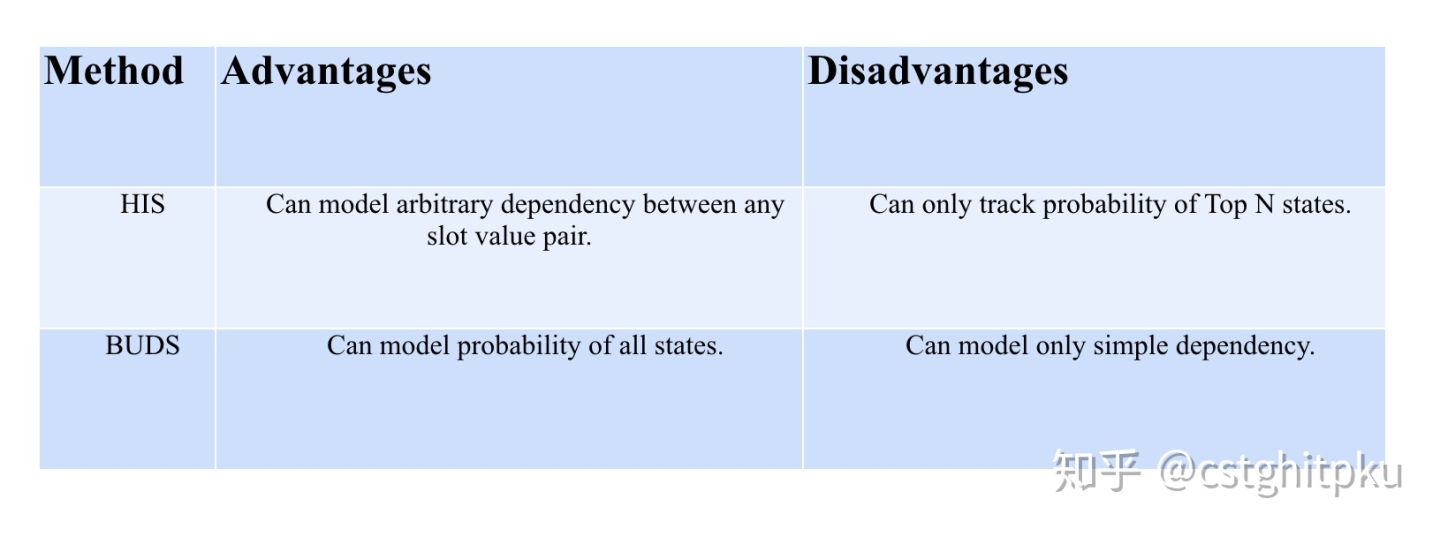 Method Advantages Disadvantages
HIS Can model arbitrary dependency between any Can only track probability of Top N states.
slot value pair.
BUDS Can model probability of all states. Can model only simple dependency.
知乎 @cstghitpku